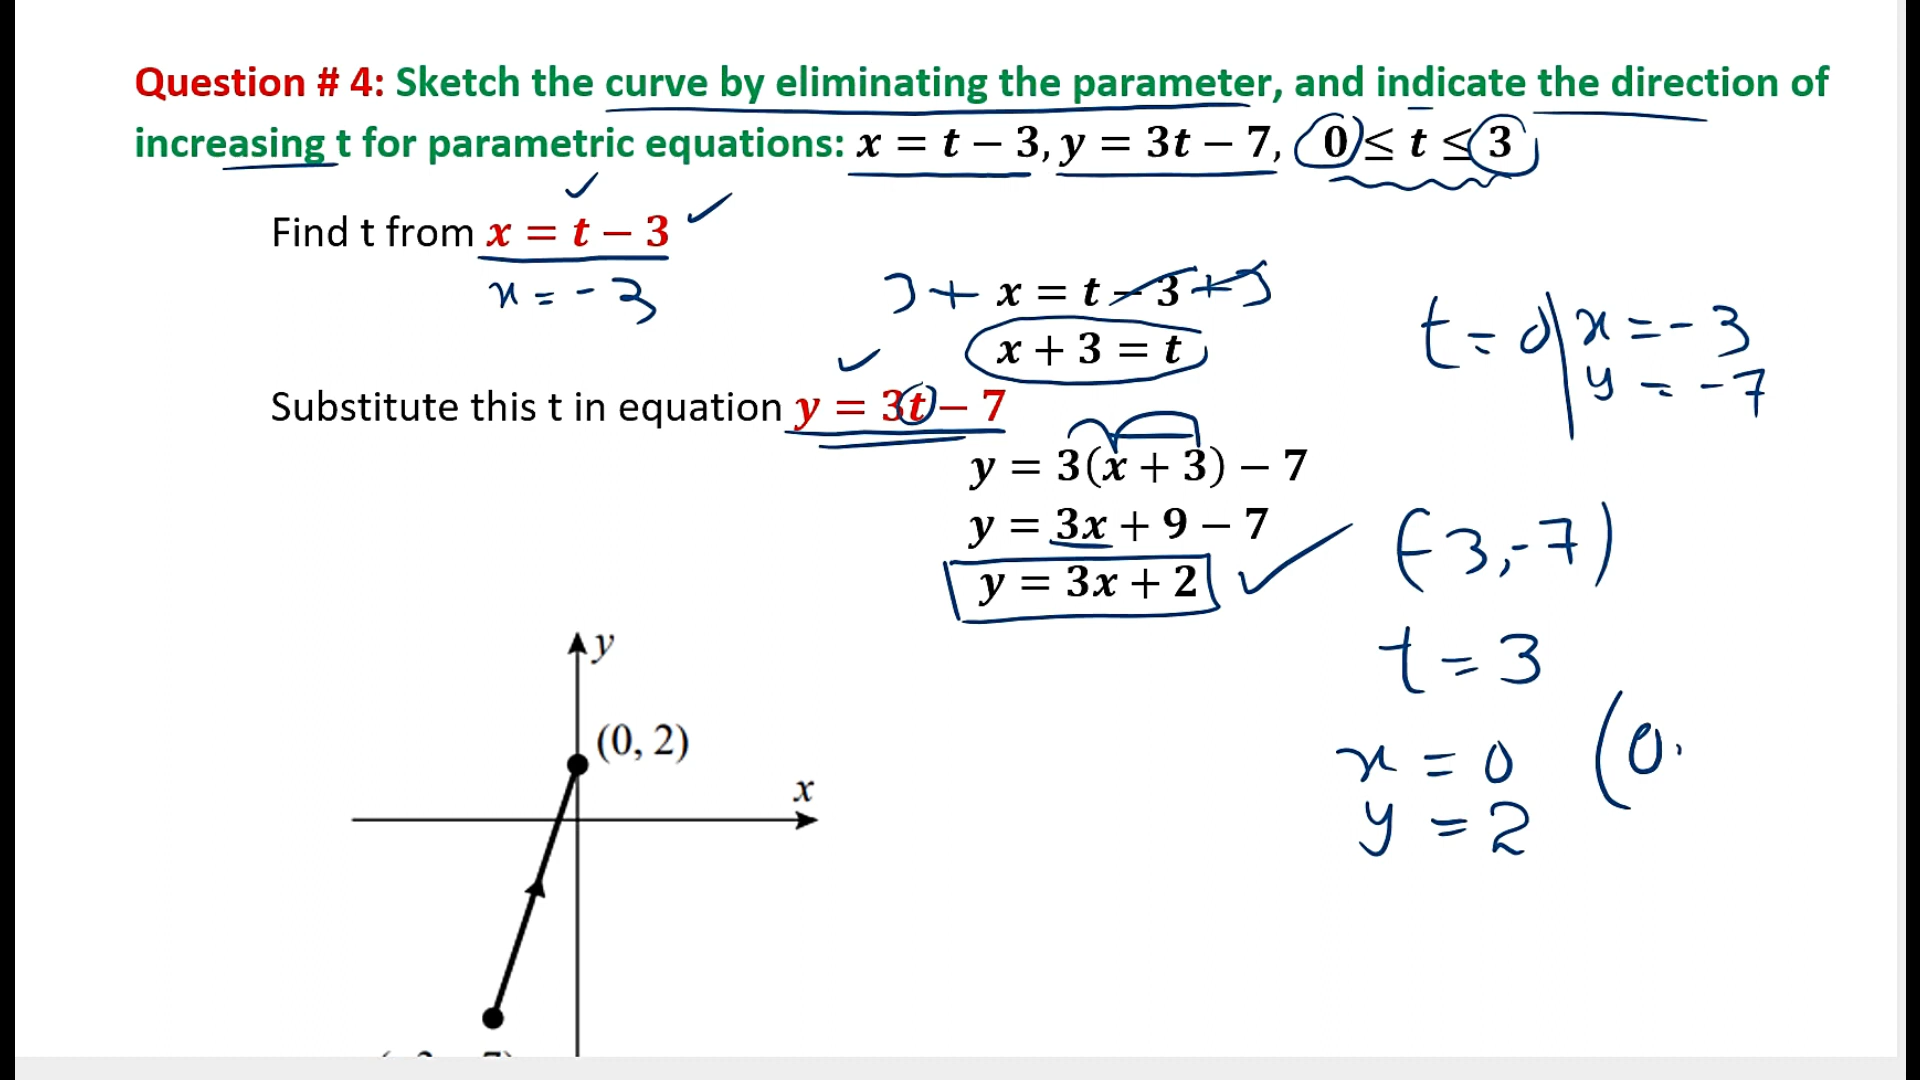 Question # 4: Sketch the curve by eliminating the parameter, and indicate the direction of
increasing t for parametric equations: x = t − 3, y = 3t − 7, 0 ≤ t ≤ 3
Find t from x = t − 3
x = - 3
3 + x = t − 3 + 3
x + 3 = t
t = 0 x = - 3
y = - 7
Substitute this t in equation y = 3t − 7
y = 3(x + 3) − 7
y = 3x + 9 − 7
y = 3x + 2
(-3, -7)
t = 3
x = 0 (0,
y = 2
y
(0, 2)
x